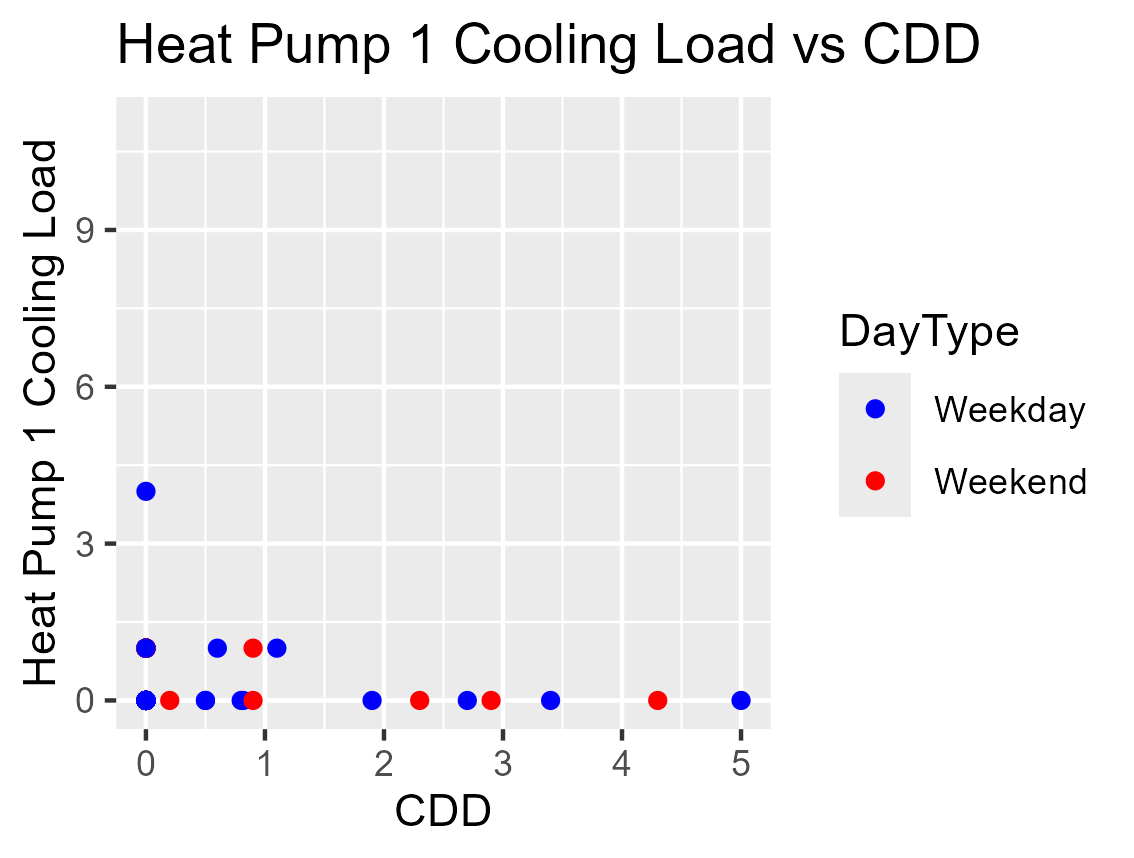 Heat Pump 1 Cooling Load vs CDD
Heat Pump 1 Cooling Load
9
6
3
0
0 1 2 3 4 5
CDD
DayType
Weekday
Weekend